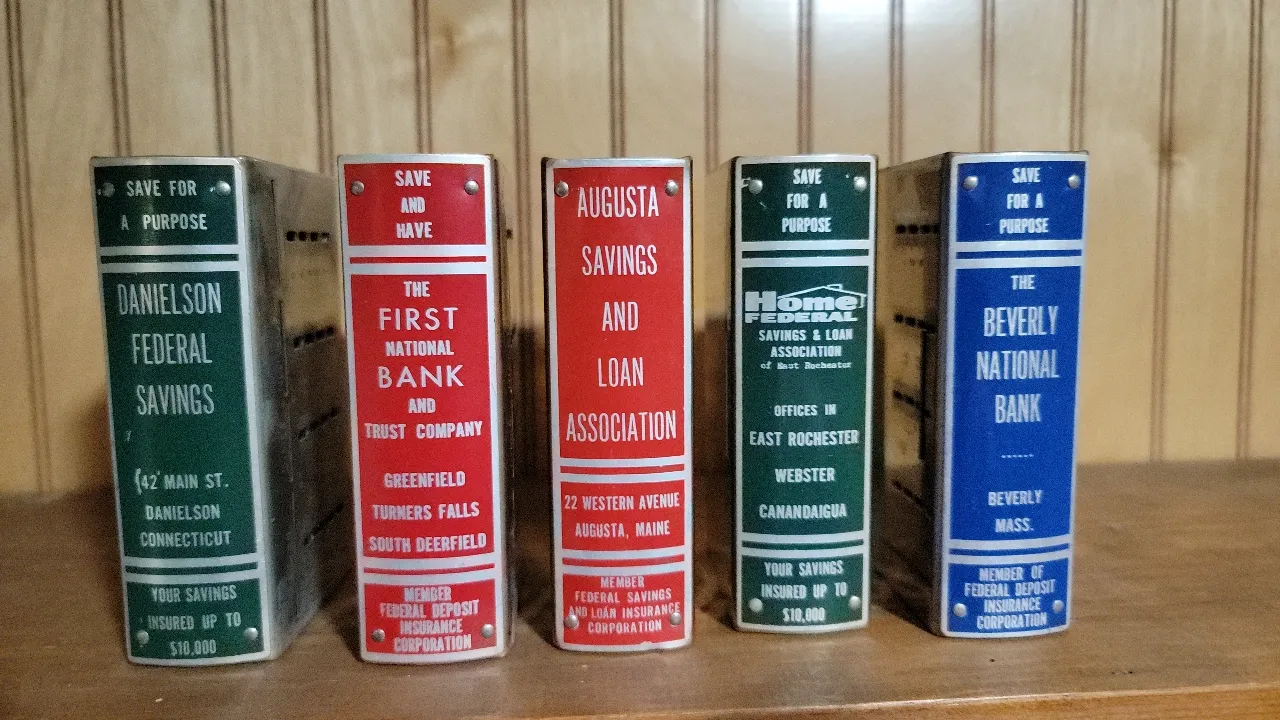 SAVE FOR
A PURPOSE
DANIELSON
FEDERAL
SAVINGS
42 MAIN ST.
DANIELSON
CONNECTICUT
YOUR SAVINGS
INSURED UP TO
$10,000
SAVE
AND
HAVE
THE
FIRST
NATIONAL
BANK
AND
TRUST COMPANY
GREENFIELD
TURNERS FALLS
SOUTH DEERFIELD
MEMBER
FEDERAL DEPOSIT
INSURANCE
CORPORATION
AUGUSTA
SAVINGS
AND
LOAN
ASSOCIATION
22 WESTERN AVENUE
AUGUSTA, MAINE
MEMBER
FEDERAL SAVINGS
AND LOAN INSURANCE
CORPORATION
SAVE
FOR A
PURPOSE
Home
FEDERAL
SAVINGS & LOAN
ASSOCIATION
of East Rochester
OFFICES IN
EAST ROCHESTER
WEBSTER
CANANDAIGUA
YOUR SAVINGS
INSURED UP TO
$10,000
SAVE
FOR A
PURPOSE
THE
BEVERLY
NATIONAL
BANK
------
BEVERLY
MASS.
MEMBER OF
FEDERAL DEPOSIT
INSURANCE
CORPORATION